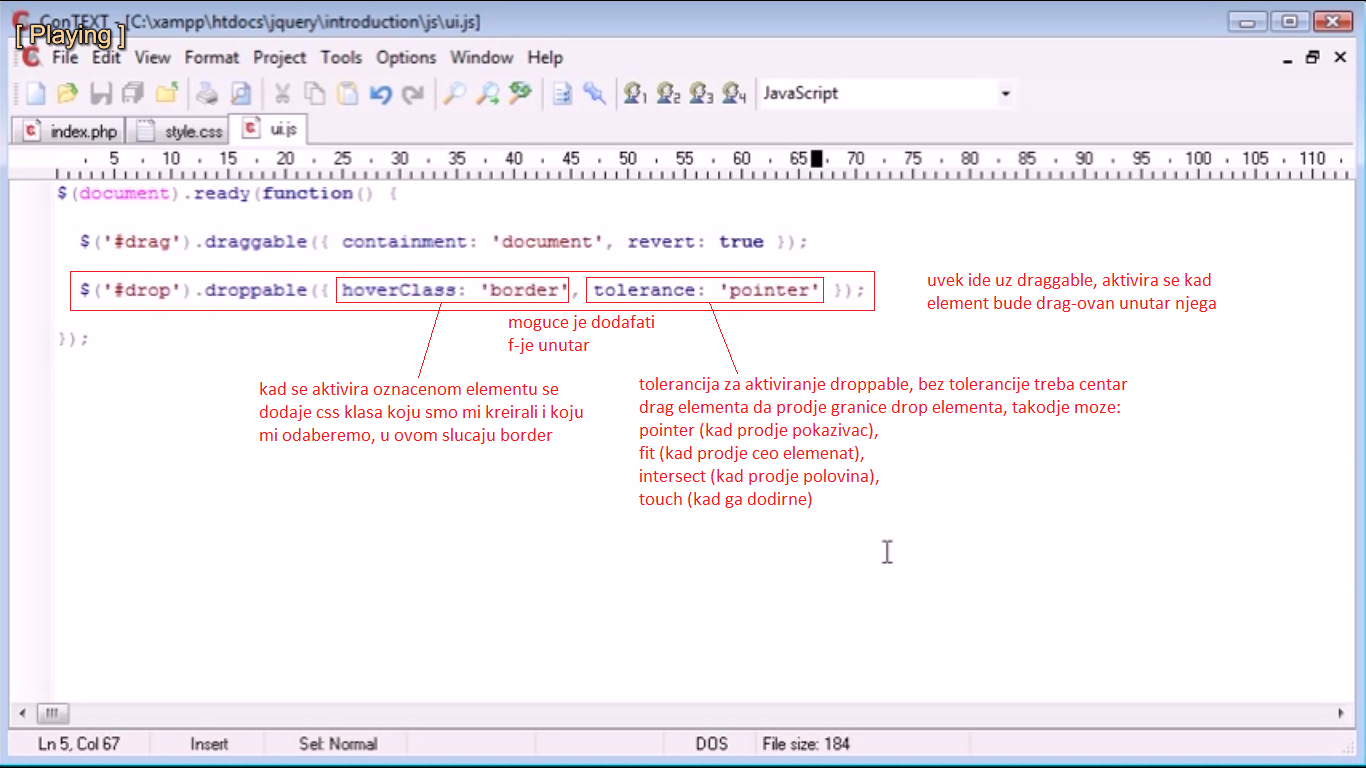 ConTEXT - [C:\xampp\htdocs\jquery\introduction\js\ui.js]
[ Playing ]
File Edit View Format Project Tools Options Window Help
1 2 3 4 JavaScript
index.php style.css ui.js
5 10 15 20 25 30 35 40 45 50 55 60 65 70 75 80 85 90 95 100 105 110
$(document).ready(function() {
$('#drag').draggable({ containment: 'document', revert: true });
$('#drop').droppable({ hoverClass: 'border', tolerance: 'pointer' });
});
uvek ide uz draggable, aktivira se kad
element bude drag-ovan unutar njega
moguce je dodafati
f-je unutar
kad se aktivira oznacenom elementu se
dodaje css klasa koju smo mi kreirali i koju
mi odaberemo, u ovom slucaju border
tolerancija za aktiviranje droppable, bez tolerancije treba centar
drag elementa da prodje granice drop elementa, takodje moze:
pointer (kad prodje pokazivac),
fit (kad prodje ceo elemenat),
intersect (kad prodje polovina),
touch (kad ga dodirne)
Ln 5, Col 67 Insert Sel: Normal DOS File size: 184